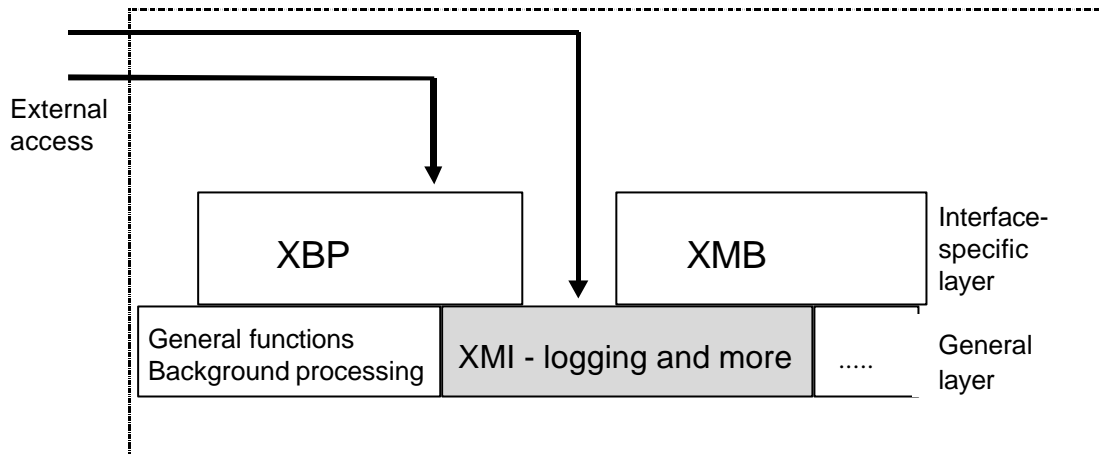 External
access
XBP
XMB
Interface-
specific
layer
General functions
Background processing
XMI - logging and more
.....
General
layer